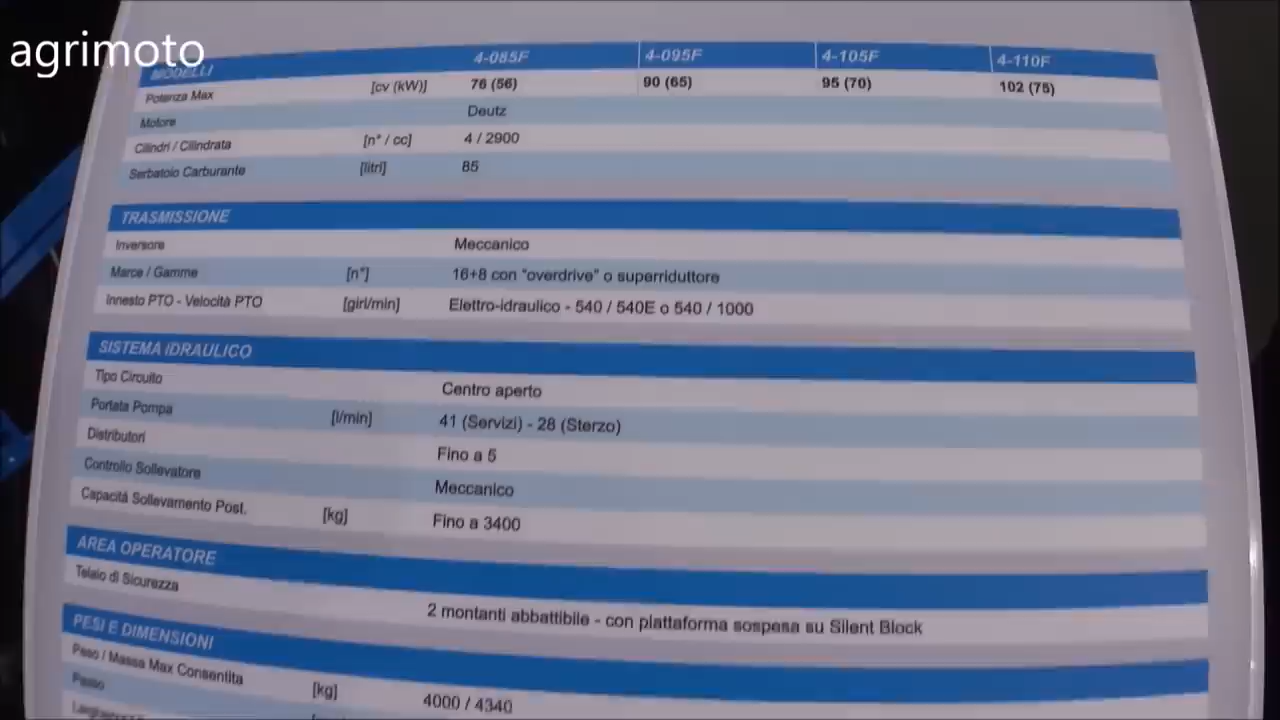 agrimoto
MODELLI 4-085F 4-095F 4-105F 4-110F
Potenza Max [cv (kW)] 76 (56) 90 (65) 95 (70) 102 (75)
Motore Deutz
Cilindri / Cilindrata [n° / cc] 4 / 2900
Serbatoio Carburante [litri] 85
TRASMISSIONE
Inversore Meccanico
Marce / Gamme [n°] 16+8 con "overdrive" o superriduttore
Innesto PTO - Velocità PTO [giri/min] Elettro-idraulico - 540 / 540E o 540 / 1000
SISTEMA IDRAULICO
Tipo Circuito Centro aperto
Portata Pompa [l/min] 41 (Servizi) - 28 (Sterzo)
Distributori Fino a 5
Controllo Sollevatore Meccanico
Capacità Sollevamento Post. [kg] Fino a 3400
AREA OPERATORE
Telaio di Sicurezza 2 montanti abbattibile - con piattaforma sospesa su Silent Block
PESI E DIMENSIONI
Peso / Massa Max Consentita [kg] 4000 / 4340
Passo